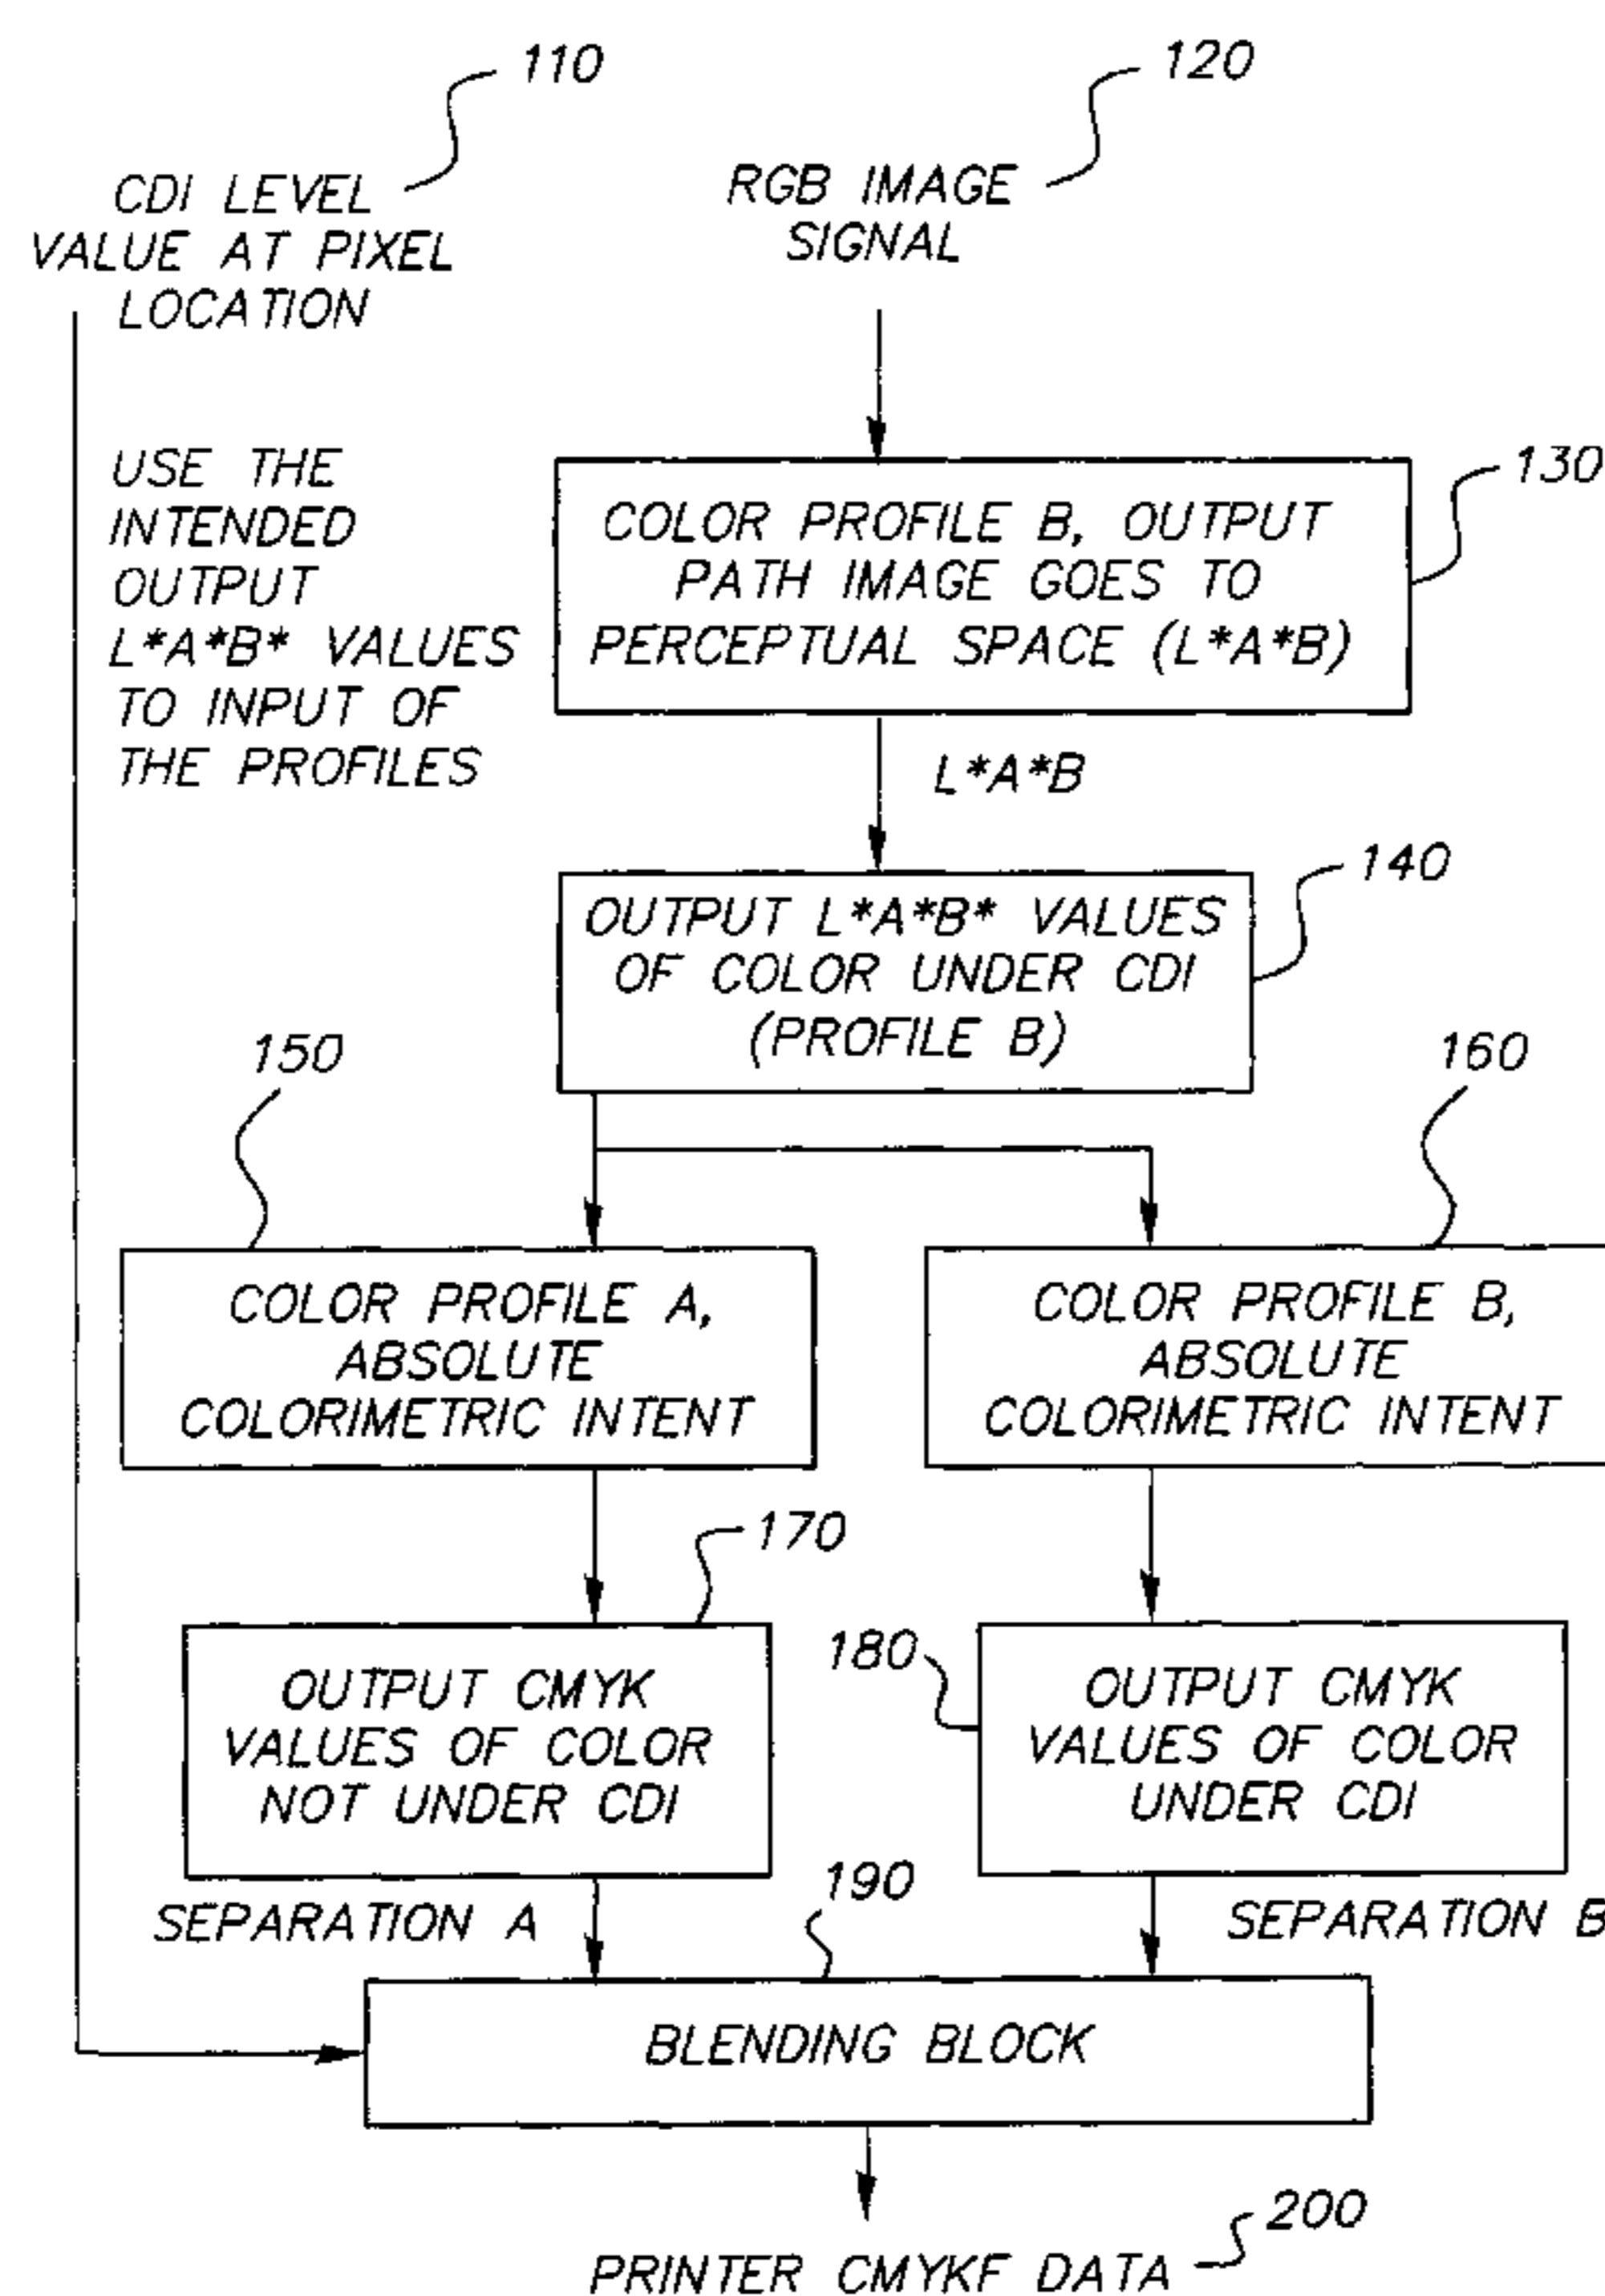 110
120
CDI LEVEL
VALUE AT PIXEL
LOCATION
RGB IMAGE
SIGNAL
USE THE
INTENDED
OUTPUT
L*A*B* VALUES
TO INPUT OF
THE PROFILES
130
COLOR PROFILE B, OUTPUT
PATH IMAGE GOES TO
PERCEPTUAL SPACE (L*A*B)
L*A*B
140
OUTPUT L*A*B* VALUES
OF COLOR UNDER CDI
(PROFILE B)
150
160
COLOR PROFILE A,
ABSOLUTE
COLORIMETRIC INTENT
COLOR PROFILE B,
ABSOLUTE
COLORIMETRIC INTENT
170
180
OUTPUT CMYK
VALUES OF COLOR
NOT UNDER CDI
OUTPUT CMYK
VALUES OF COLOR
UNDER CDI
SEPARATION A
190
SEPARATION B
BLENDING BLOCK
200
PRINTER CMYKF DATA